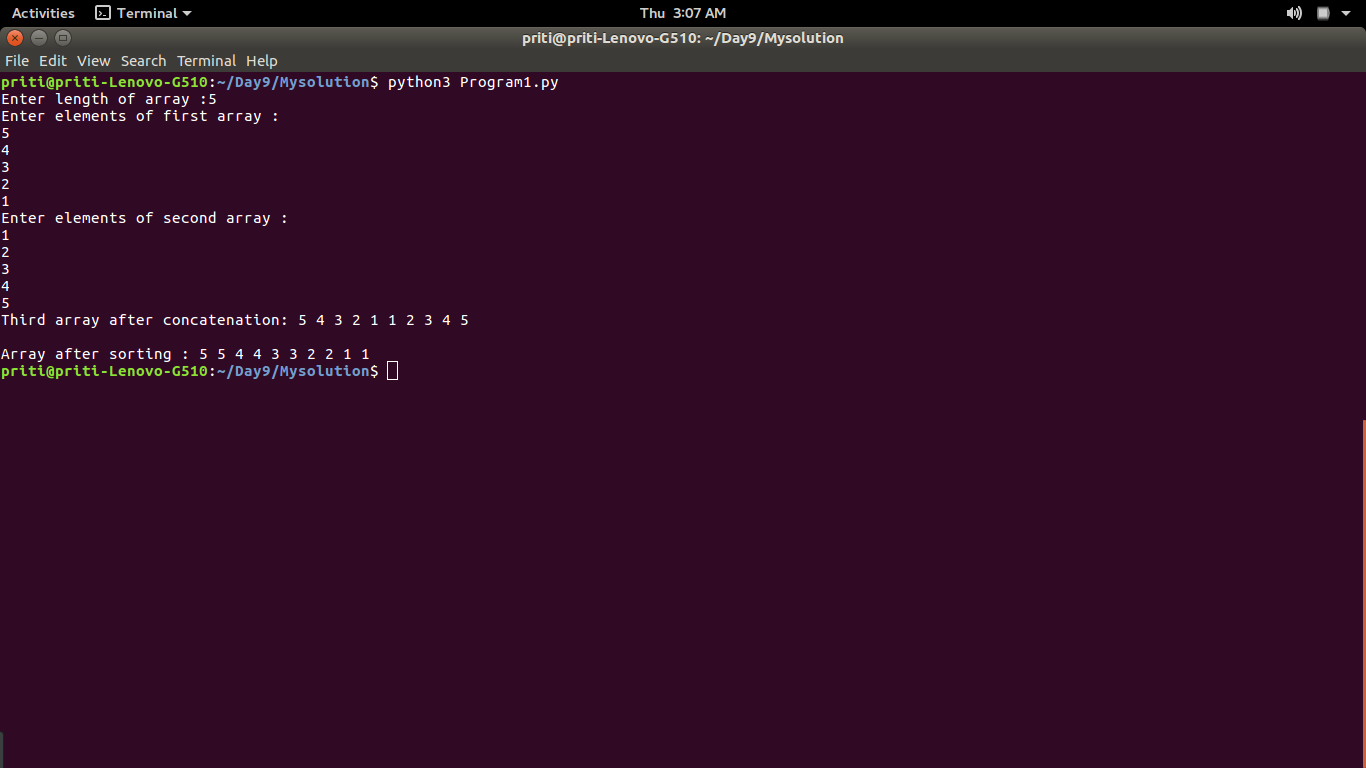 Activities Terminal Thu 3:07 AM
priti@priti-Lenovo-G510: ~/Day9/Mysolution
File Edit View Search Terminal Help
priti@priti-Lenovo-G510:~/Day9/Mysolution$ python3 Program1.py
Enter length of array :5
Enter elements of first array :
5
4
3
2
1
Enter elements of second array :
1
2
3
4
5
Third array after concatenation: 5 4 3 2 1 1 2 3 4 5
Array after sorting : 5 5 4 4 3 3 2 2 1 1
priti@priti-Lenovo-G510:~/Day9/Mysolution$